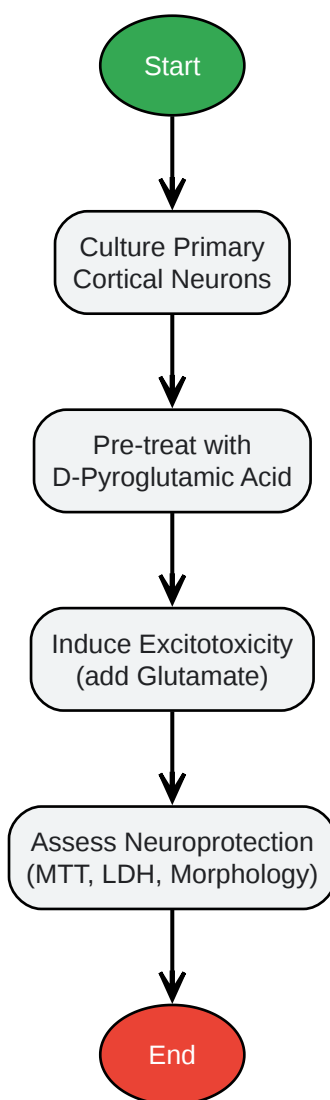 Start
Culture Primary
Cortical Neurons
Pre-treat with
D-Pyroglutamic Acid
Induce Excitotoxicity
(add Glutamate)
Assess Neuroprotection
(MTT, LDH, Morphology)
End